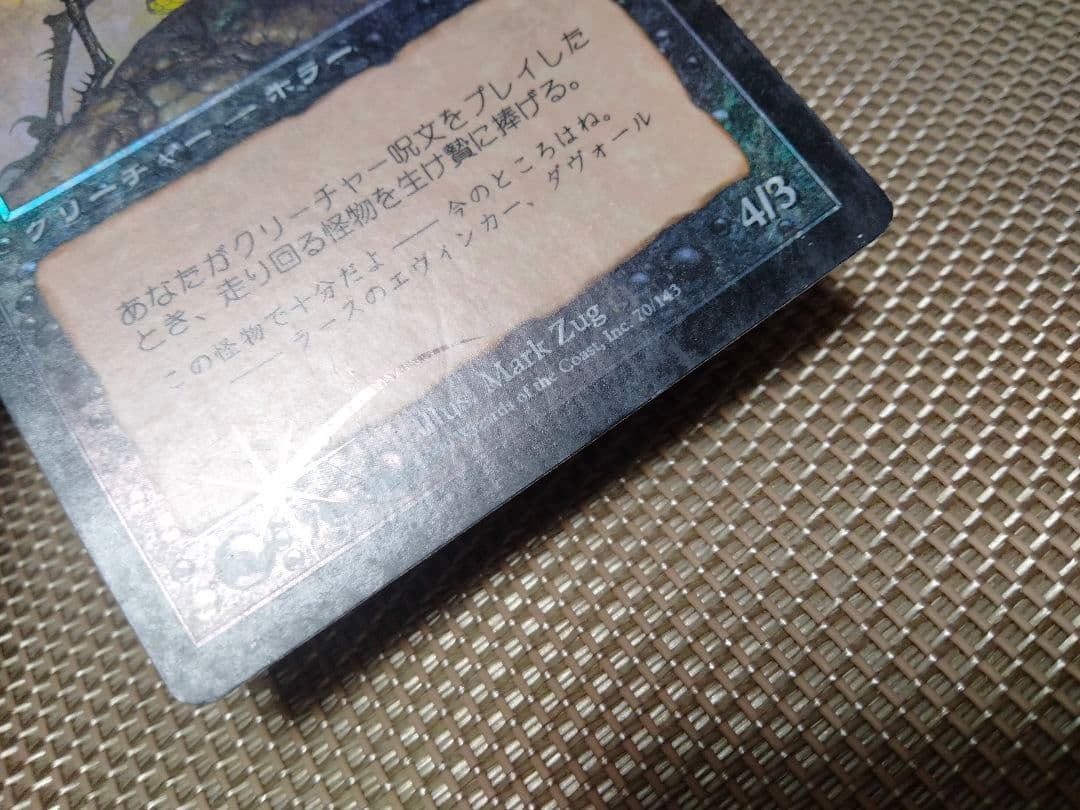 クリーチャー ー ホラー
あなたがクリーチャー呪文をプレイした
とき、走り回る怪物を生け贄に捧げる。
この怪物で十分だよ ── 今のところはね。
── ラースのエヴィンカー、
ダヴォール
4/3
Illus. Mark Zug
Wizards of the Coast, Inc. 70/143